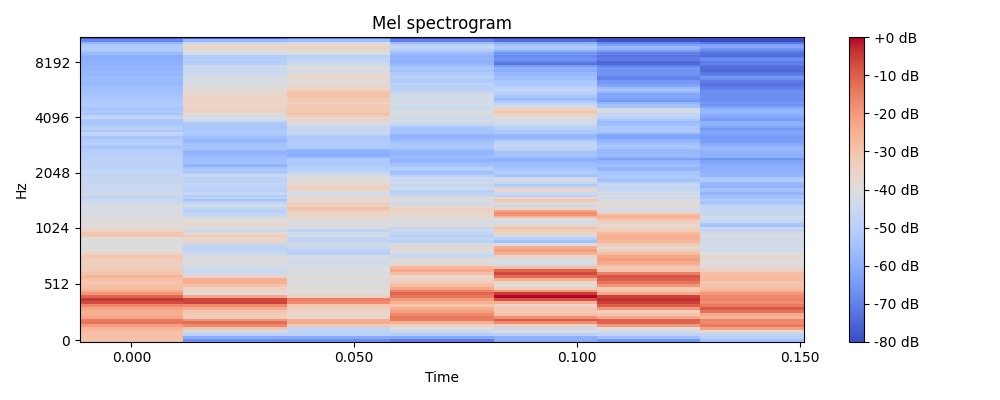 Mel spectrogram
Hz
8192
4096
2048
1024
512
0
0.000
0.050
0.100
0.150
Time
+0 dB
-10 dB
-20 dB
-30 dB
-40 dB
-50 dB
-60 dB
-70 dB
-80 dB